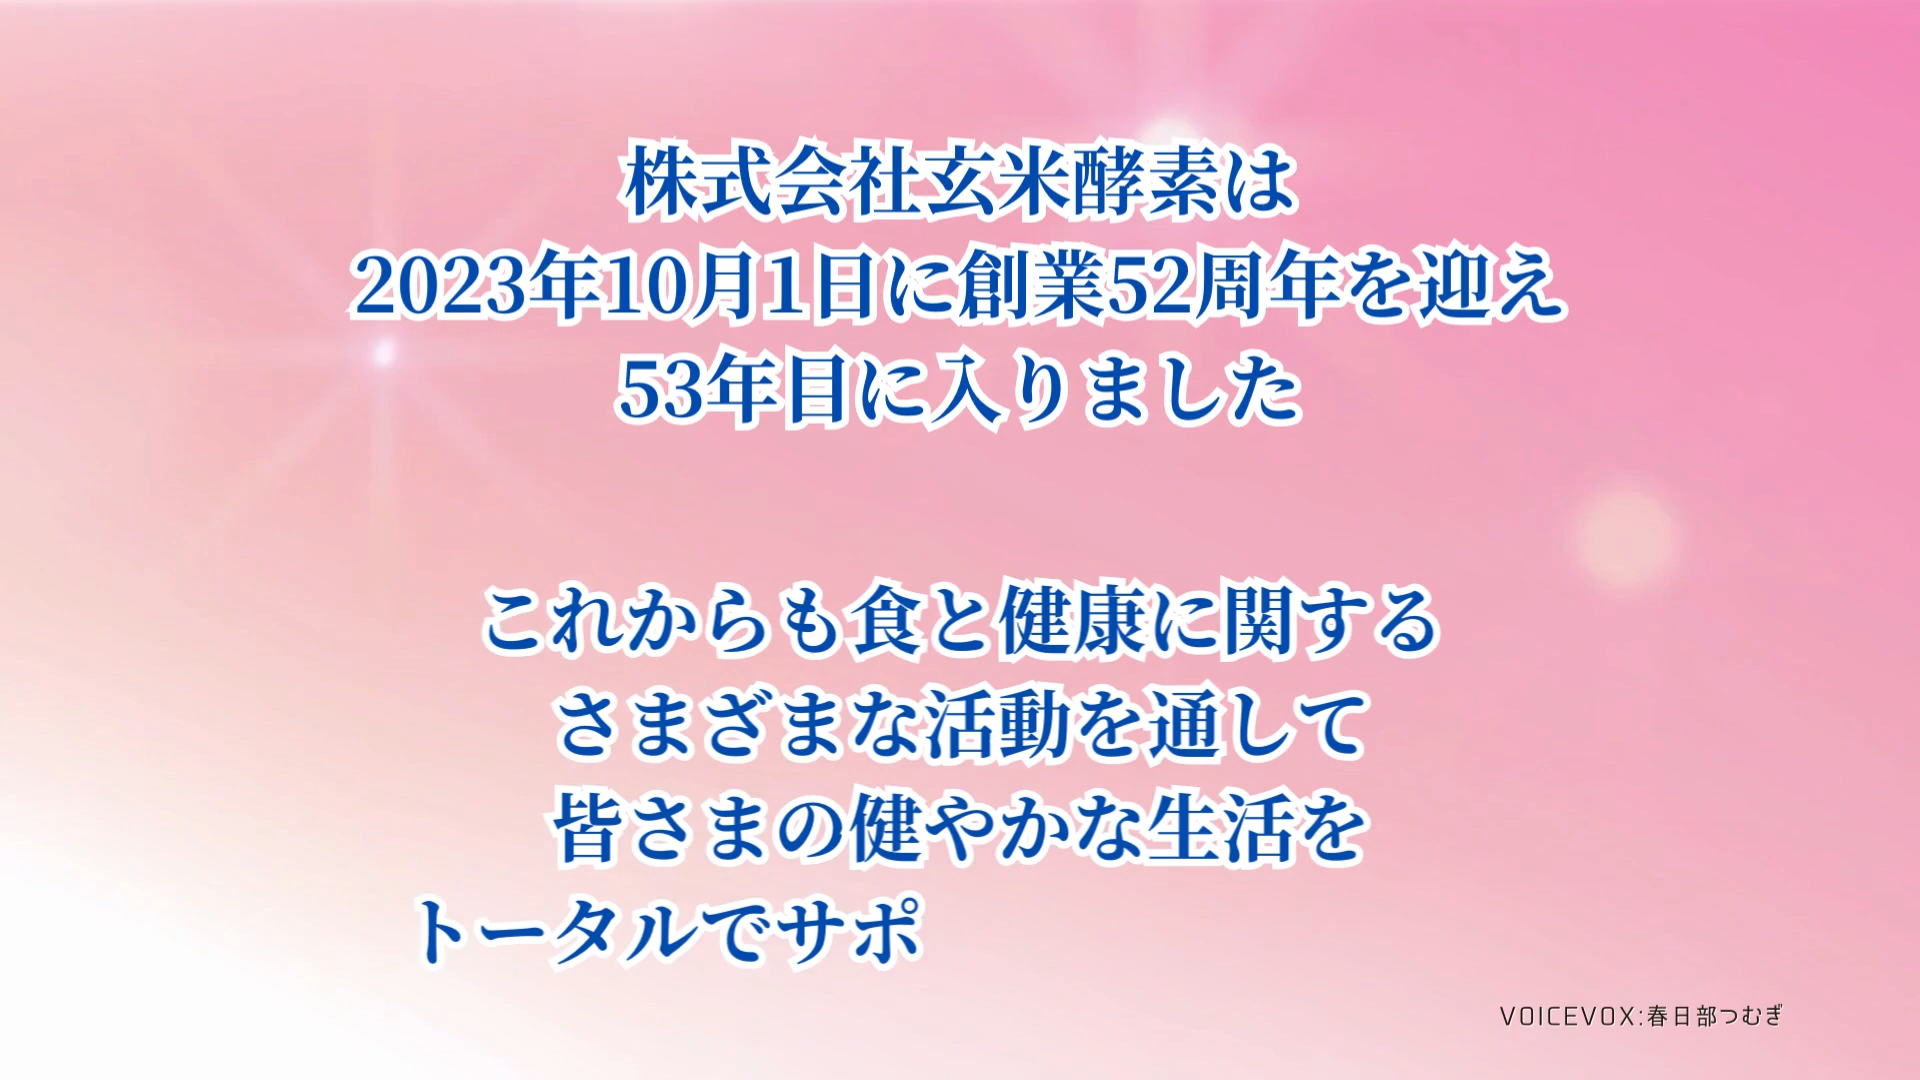 株式会社玄米酵素は
2023年10月1日に創業52周年を迎え
53年目に入りました
これからも食と健康に関する
さまざまな活動を通して
皆さまの健やかな生活を
トータルでサポ
VOICEVOX:春日部つむぎ